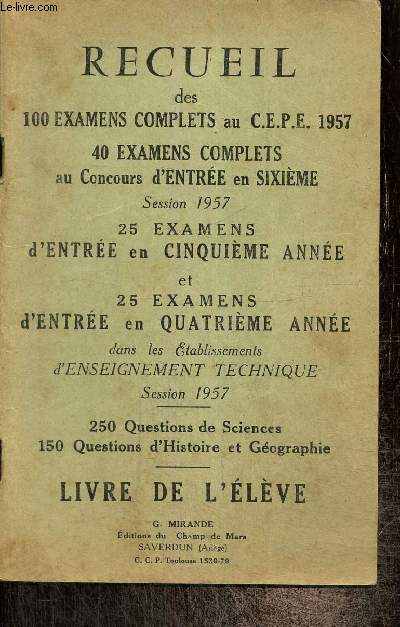 Le-livre.com
RECUEIL
des
100 EXAMENS COMPLETS au C.E.P.E. 1957
40 EXAMENS COMPLETS
au Concours d'ENTRÉE en SIXIÈME
Session 1957
25 EXAMENS
d'ENTRÉE en CINQUIÈME ANNÉE
et
25 EXAMENS
d'ENTRÉE en QUATRIÈME ANNÉE
dans les Établissements
d'ENSEIGNEMENT TECHNIQUE
Session 1957
250 Questions de Sciences
150 Questions d'Histoire et Géographie
LIVRE DE L'ÉLÈVE
G. MIRANDE
Éditions du Champ de Mars
SAVERDUN (Ariège)
C. C. P. Toulouse